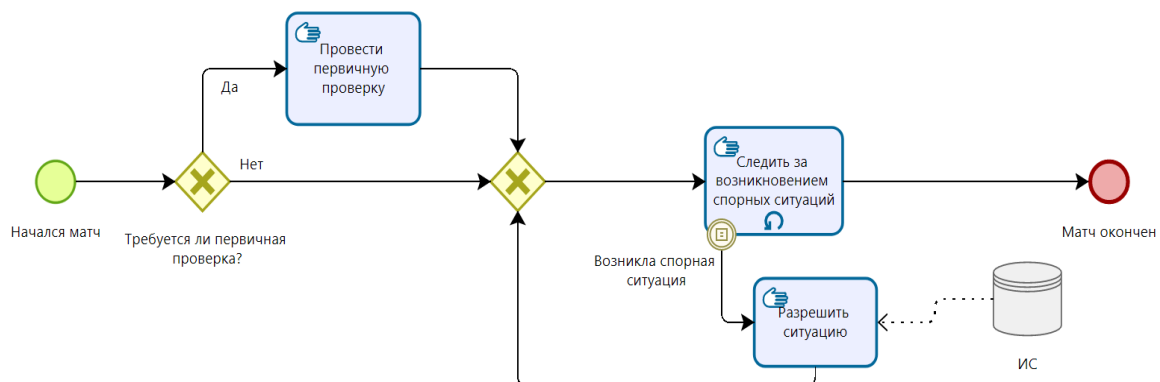 Провести
первичную
проверку
Да
Нет
Следить за
возникновением
спорных ситуаций
Начался матч
Требуется ли первичная
проверка?
Матч окончен
Возникла спорная
ситуация
Разрешить
ситуацию
ИС